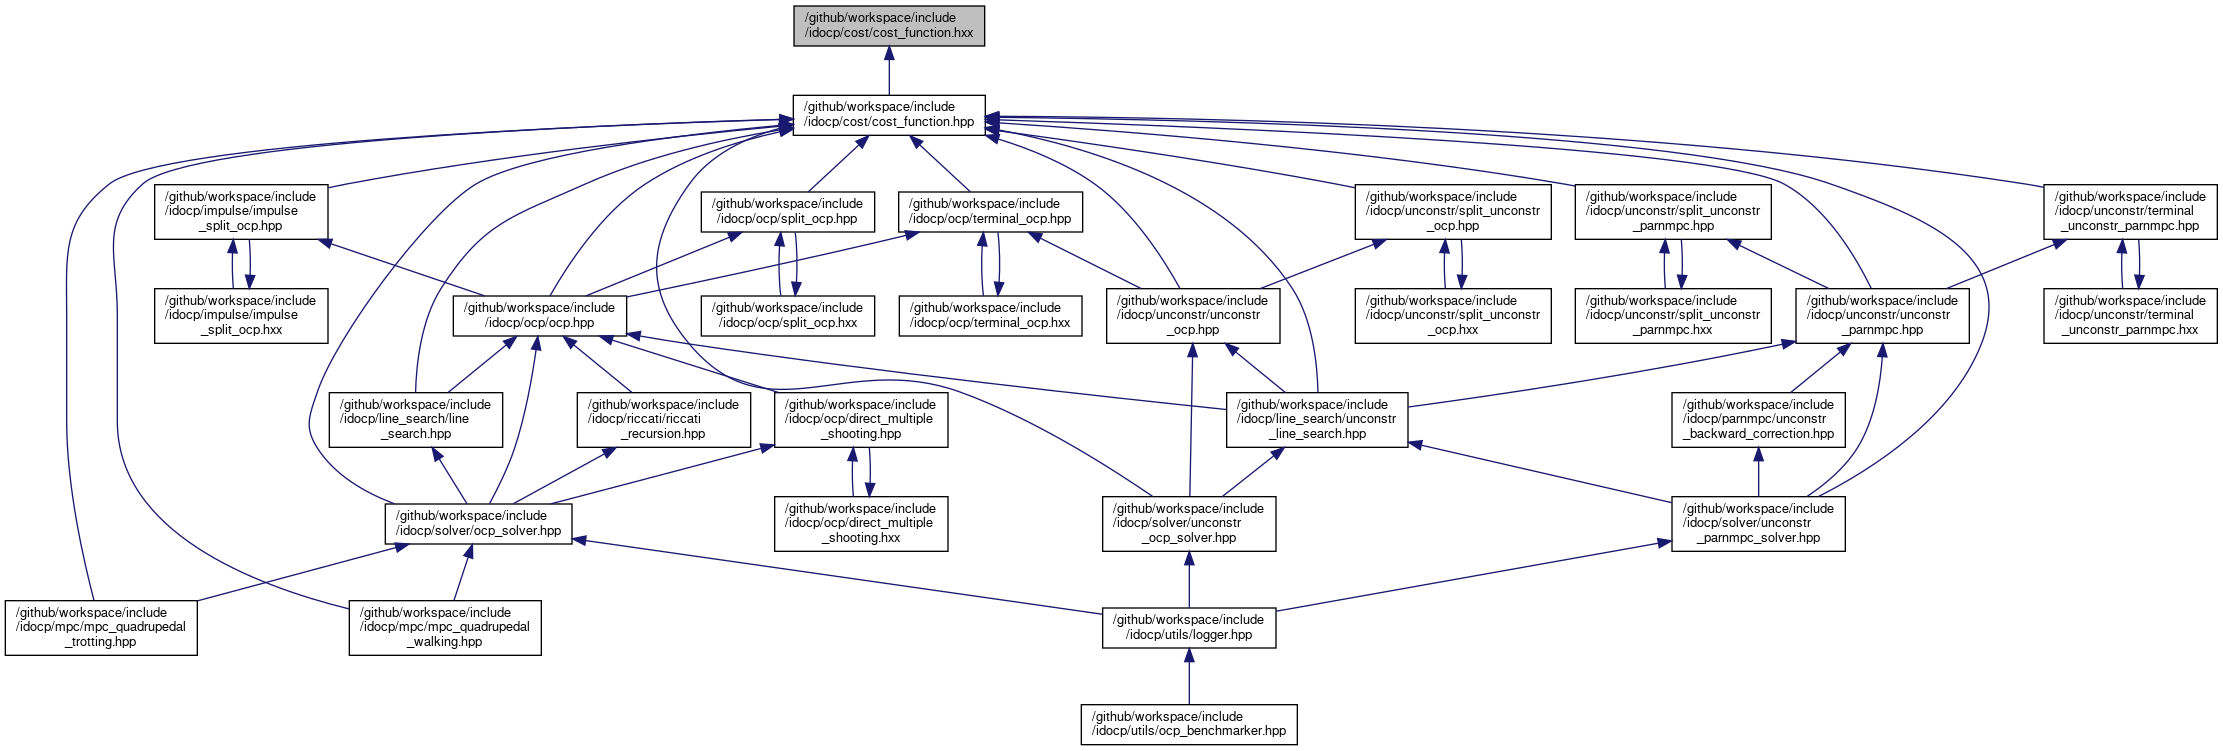 /github/workspace/include
/idocp/cost/cost_function.hxx
/github/workspace/include
/idocp/cost/cost_function.hpp
/github/workspace/include
/idocp/impulse/impulse
_split_ocp.hpp
/github/workspace/include
/idocp/ocp/split_ocp.hpp
/github/workspace/include
/idocp/ocp/terminal_ocp.hpp
/github/workspace/include
/idocp/unconstr/split_unconstr
_ocp.hpp
/github/workspace/include
/idocp/unconstr/split_unconstr
_parnmpc.hpp
/github/workspace/include
/idocp/unconstr/terminal
_unconstr_parnmpc.hpp
/github/workspace/include
/idocp/impulse/impulse
_split_ocp.hxx
/github/workspace/include
/idocp/ocp/ocp.hpp
/github/workspace/include
/idocp/ocp/split_ocp.hxx
/github/workspace/include
/idocp/ocp/terminal_ocp.hxx
/github/workspace/include
/idocp/unconstr/unconstr
_ocp.hpp
/github/workspace/include
/idocp/unconstr/split_unconstr
_ocp.hxx
/github/workspace/include
/idocp/unconstr/split_unconstr
_parnmpc.hxx
/github/workspace/include
/idocp/unconstr/unconstr
_parnmpc.hpp
/github/workspace/include
/idocp/unconstr/terminal
_unconstr_parnmpc.hxx
/github/workspace/include
/idocp/line_search/line
_search.hpp
/github/workspace/include
/idocp/riccati/riccati
_recursion.hpp
/github/workspace/include
/idocp/ocp/direct_multiple
_shooting.hpp
/github/workspace/include
/idocp/line_search/unconstr
_line_search.hpp
/github/workspace/include
/idocp/parnmpc/unconstr
_backward_correction.hpp
/github/workspace/include
/idocp/solver/ocp_solver.hpp
/github/workspace/include
/idocp/ocp/direct_multiple
_shooting.hxx
/github/workspace/include
/idocp/solver/unconstr
_ocp_solver.hpp
/github/workspace/include
/idocp/solver/unconstr
_parnmpc_solver.hpp
/github/workspace/include
/idocp/mpc/mpc_quadrupedal
_trotting.hpp
/github/workspace/include
/idocp/mpc/mpc_quadrupedal
_walking.hpp
/github/workspace/include
/idocp/utils/logger.hpp
/github/workspace/include
/idocp/utils/ocp_benchmarker.hpp